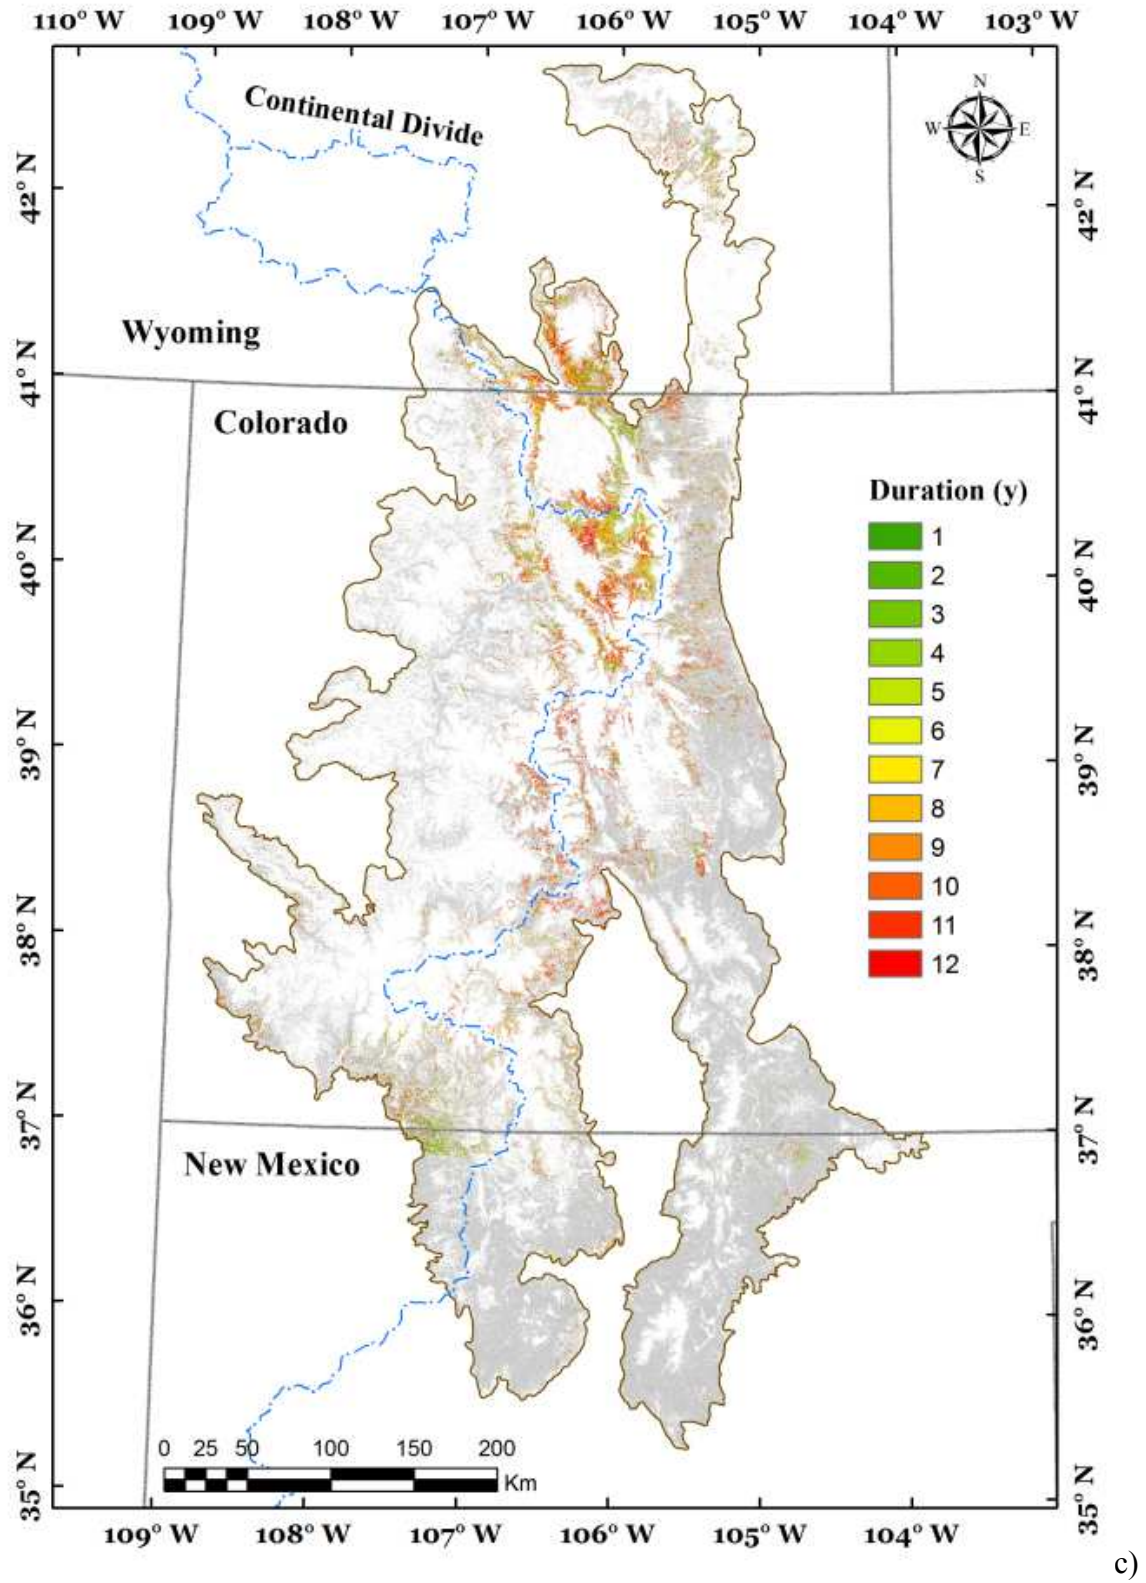 110° W 109° W 108° W 107° W 106° W 105° W 104° W 103° W
Continental Divide
N
W E
S
42° N 42° N
Wyoming
41° N 41° N
Colorado
Duration (y)
1
2
40° N 40° N
3
4
5
6
39° N 39° N
7
8
9
10
38° N 38° N
11
12
37° N 37° N
New Mexico
36° N 36° N
0 25 50 100 150 200
Km
35° N 35° N
109° W 108° W 107° W 106° W 105° W 104° W
c)